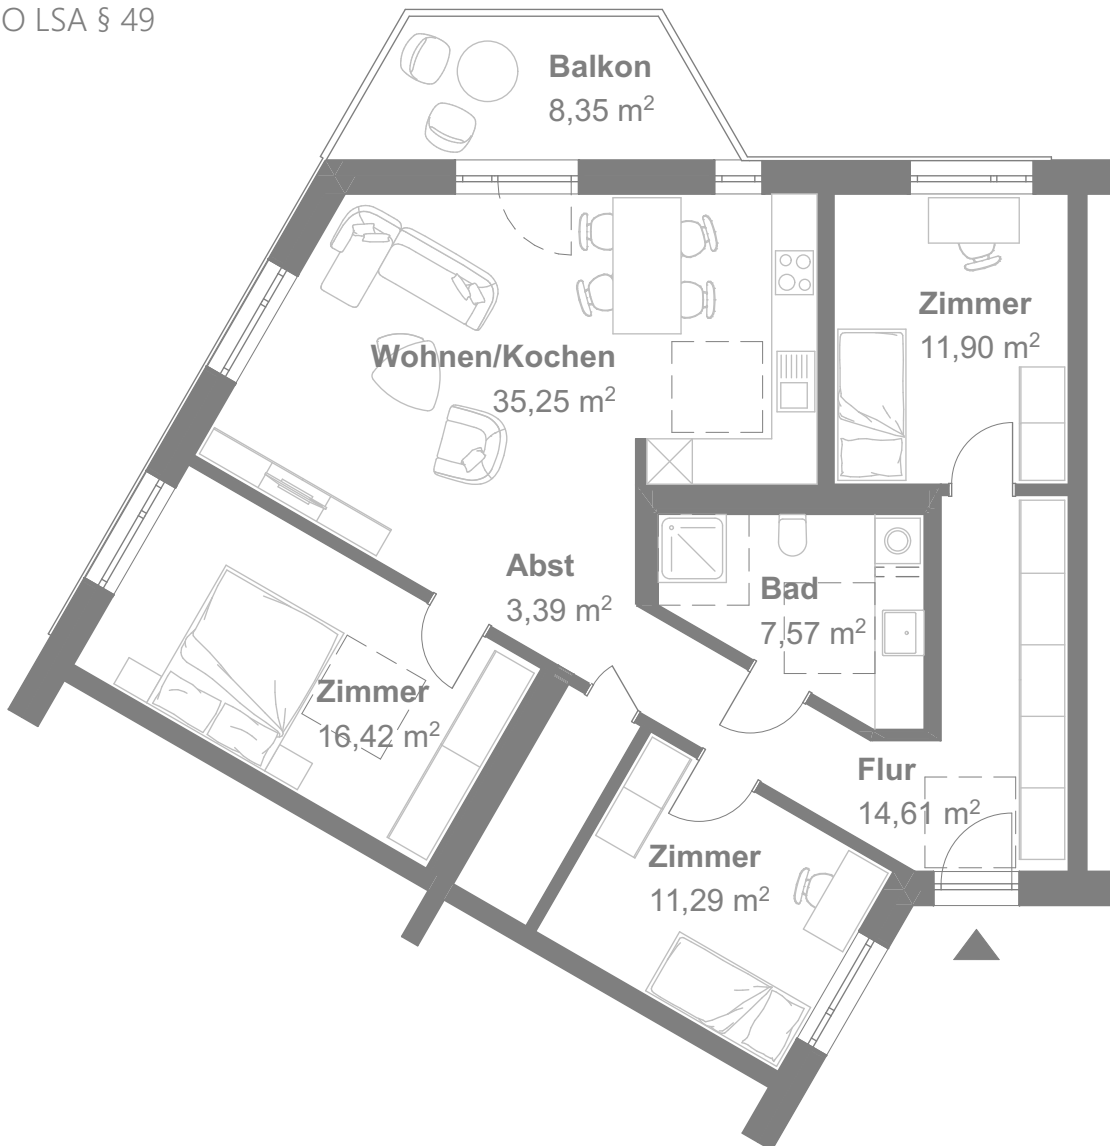 O LSA § 49
Balkon
8,35 m²
Zimmer
11,90 m²
Wohnen/Kochen
35,25 m²
Abst
3,39 m²
Bad
7,57 m²
Zimmer
16,42 m²
Flur
14,61 m²
Zimmer
11,29 m²